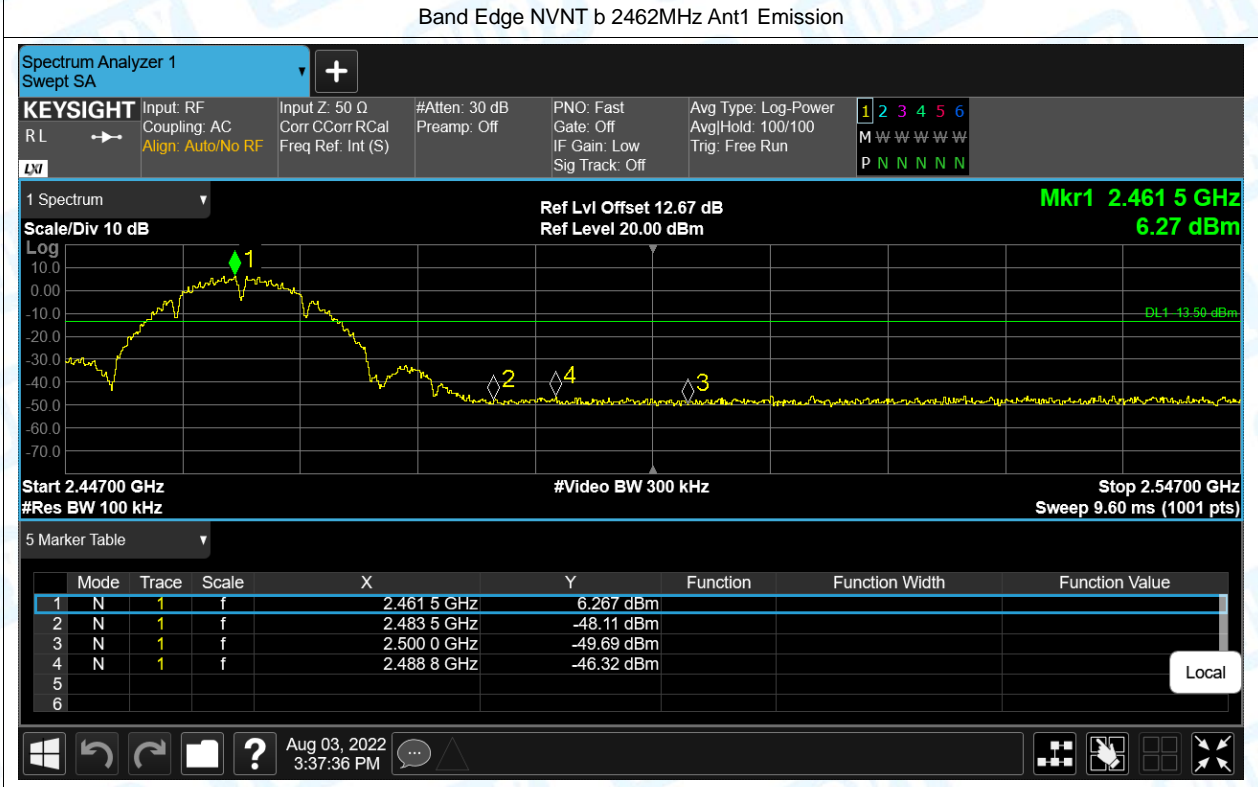 Band Edge NVNT b 2462MHz Ant1 Emission
Spectrum Analyzer 1
Swept SA
+
KEYSIGHT
RL
LXI
Input: RF
Coupling: AC
Align: Auto/No RF
Input Z: 50 Ω
Corr CCorr RCal
Freq Ref: Int (S)
#Atten: 30 dB
Preamp: Off
PNO: Fast
Gate: Off
IF Gain: Low
Sig Track: Off
Avg Type: Log-Power
Avg|Hold: 100/100
Trig: Free Run
1 2 3 4 5 6
M W W W W W
P N N N N N
1 Spectrum
Scale/Div 10 dB
Ref Lvl Offset 12.67 dB
Ref Level 20.00 dBm
Mkr1 2.461 5 GHz
6.27 dBm
Log
10.0
0.00
-10.0
-20.0
-30.0
-40.0
-50.0
-60.0
-70.0
1
2
4
3
DL1 -13.50 dBm
Start 2.44700 GHz
#Res BW 100 kHz
#Video BW 300 kHz
Stop 2.54700 GHz
Sweep 9.60 ms (1001 pts)
5 Marker Table
Mode Trace Scale X Y Function Function Width Function Value
1 N 1 f 2.461 5 GHz 6.267 dBm
2 N 1 f 2.483 5 GHz -48.11 dBm
3 N 1 f 2.500 0 GHz -49.69 dBm
4 N 1 f 2.488 8 GHz -46.32 dBm
5
6
Local
?
Aug 03, 2022
3:37:36 PM